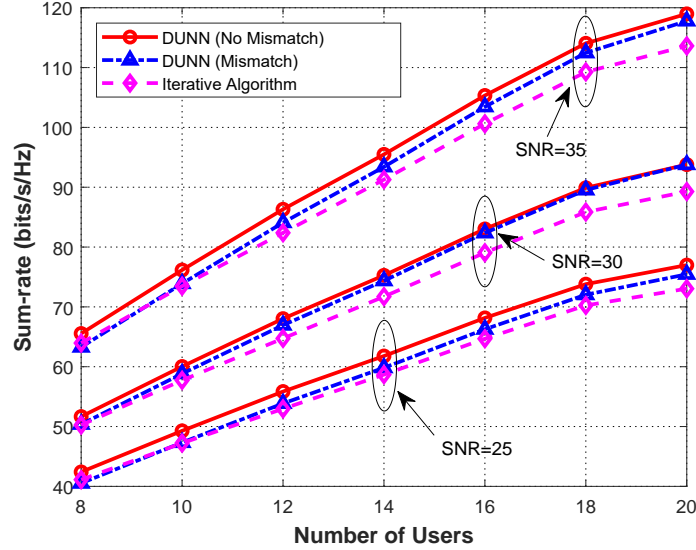 120
110
100
90
80
70
60
50
40
Sum-rate (bits/s/Hz)
DUNN (No Mismatch)
DUNN (Mismatch)
Iterative Algorithm
SNR=35
SNR=30
SNR=25
8
10
12
14
16
18
20
Number of Users